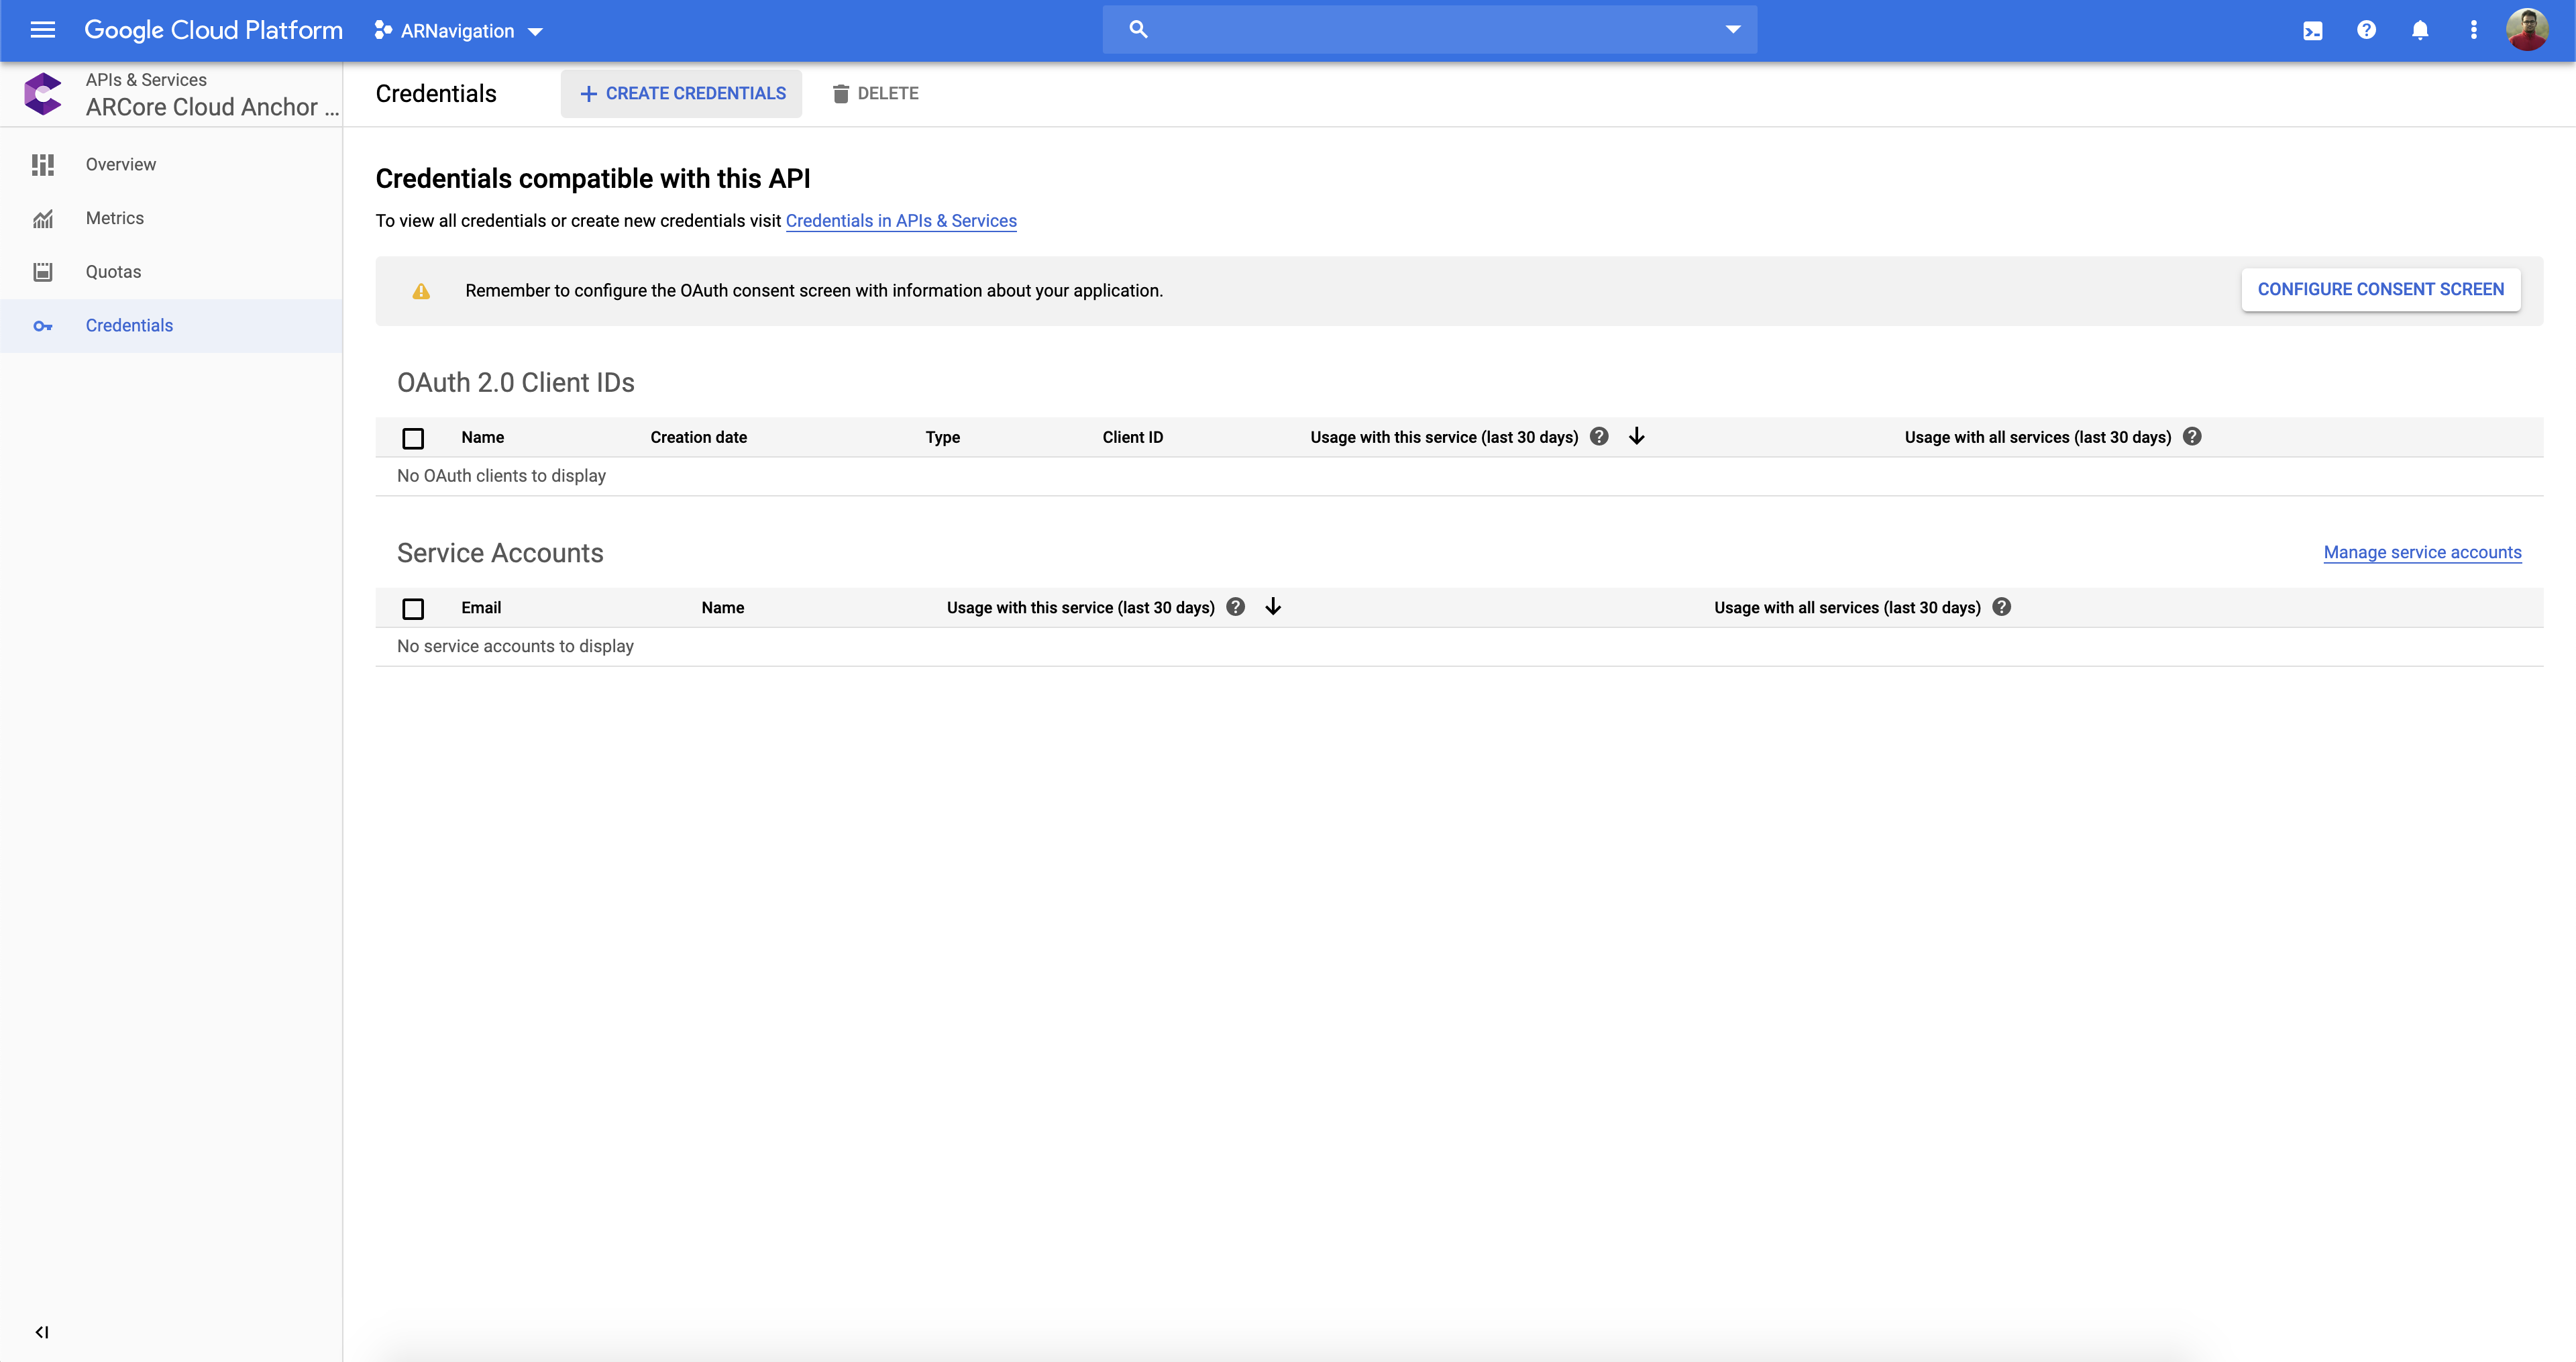 Google Cloud Platform
ARNavigation
APIs & Services
ARCore Cloud Anchor ...
Credentials
CREATE CREDENTIALS
DELETE
Overview
Metrics
Quotas
Credentials
Credentials compatible with this API
To view all credentials or create new credentials visit Credentials in APIs & Services
Remember to configure the OAuth consent screen with information about your application.
CONFIGURE CONSENT SCREEN
OAuth 2.0 Client IDs
Name Creation date Type Client ID Usage with this service (last 30 days) Usage with all services (last 30 days)
No OAuth clients to display
Service Accounts
Manage service accounts
Email Name Usage with this service (last 30 days) Usage with all services (last 30 days)
No service accounts to display